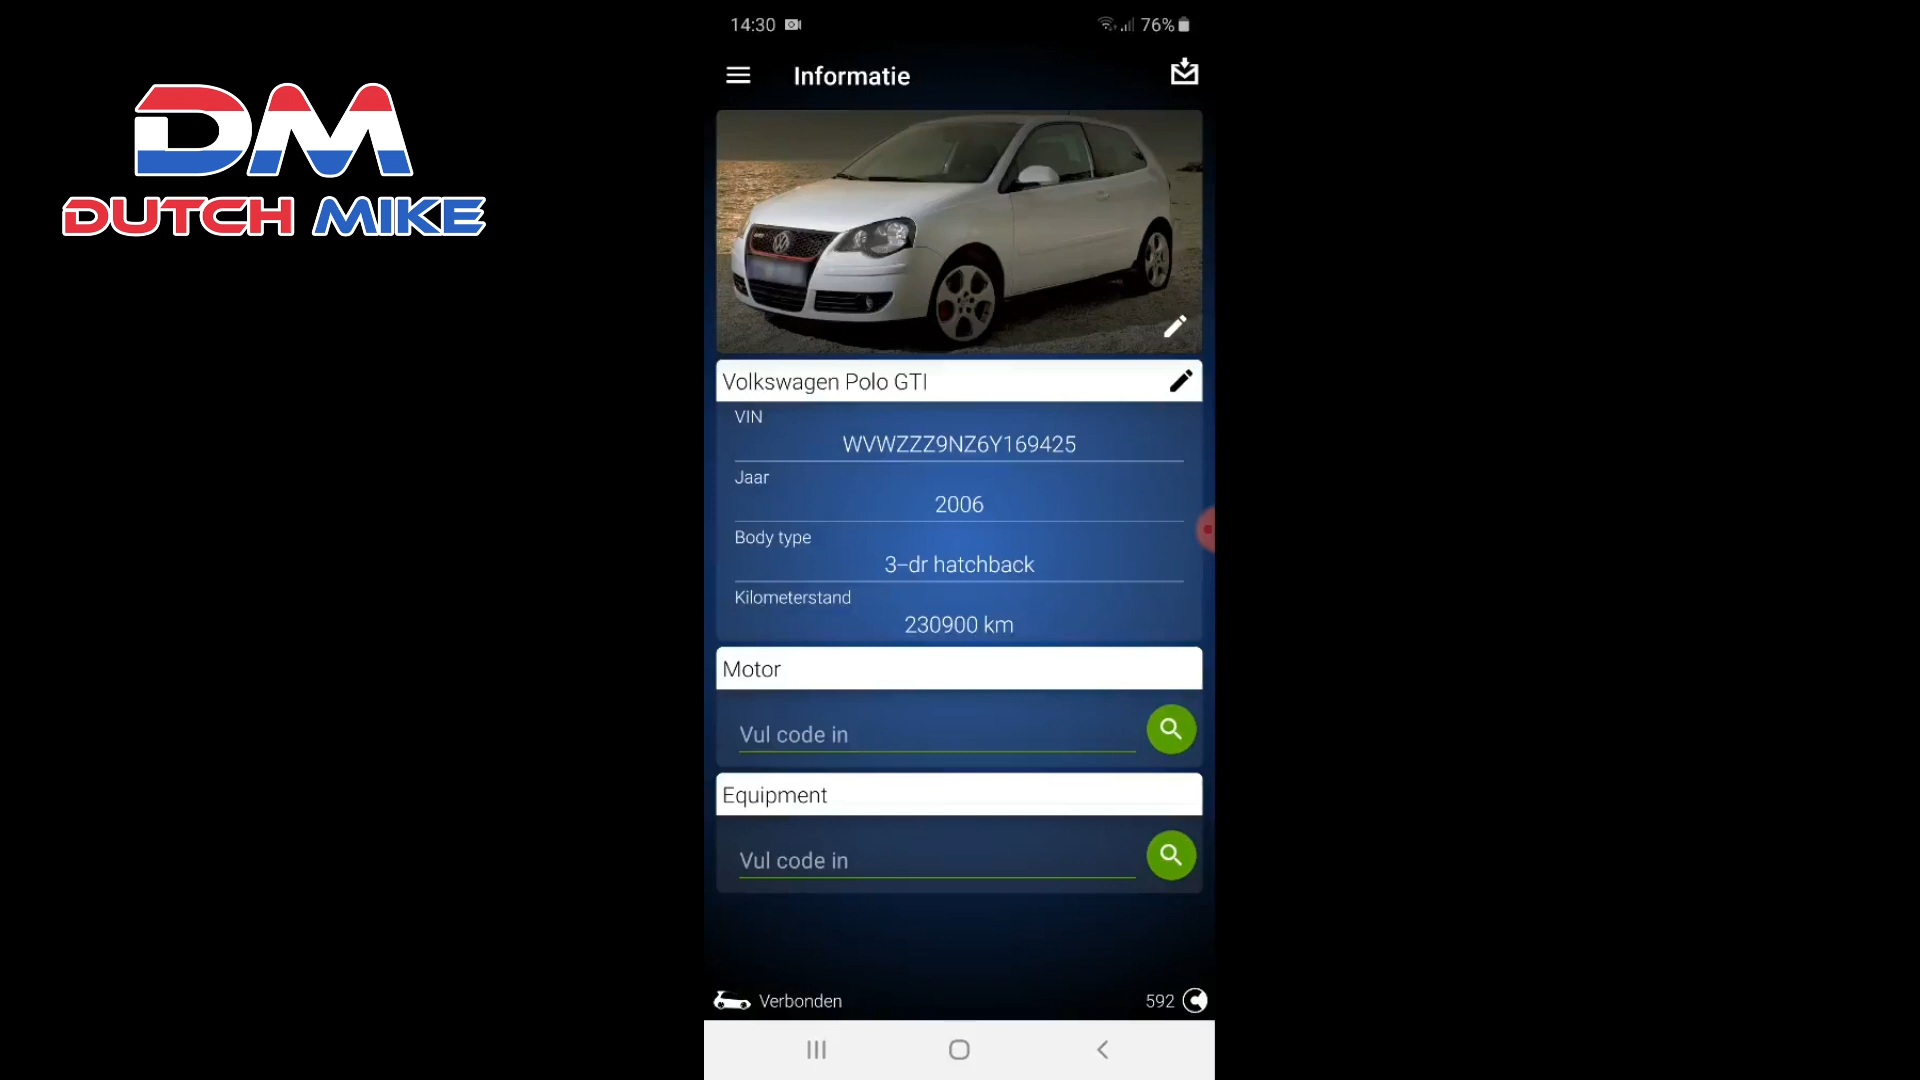 14:30
76%
Informatie
DM
DUTCH MIKE
Volkswagen Polo GTI
VIN
WVWZZZ9NZ6Y169425
Jaar
2006
Body type
3-dr hatchback
Kilometerstand
230900 km
Motor
Vul code in
Equipment
Vul code in
Verbonden
592